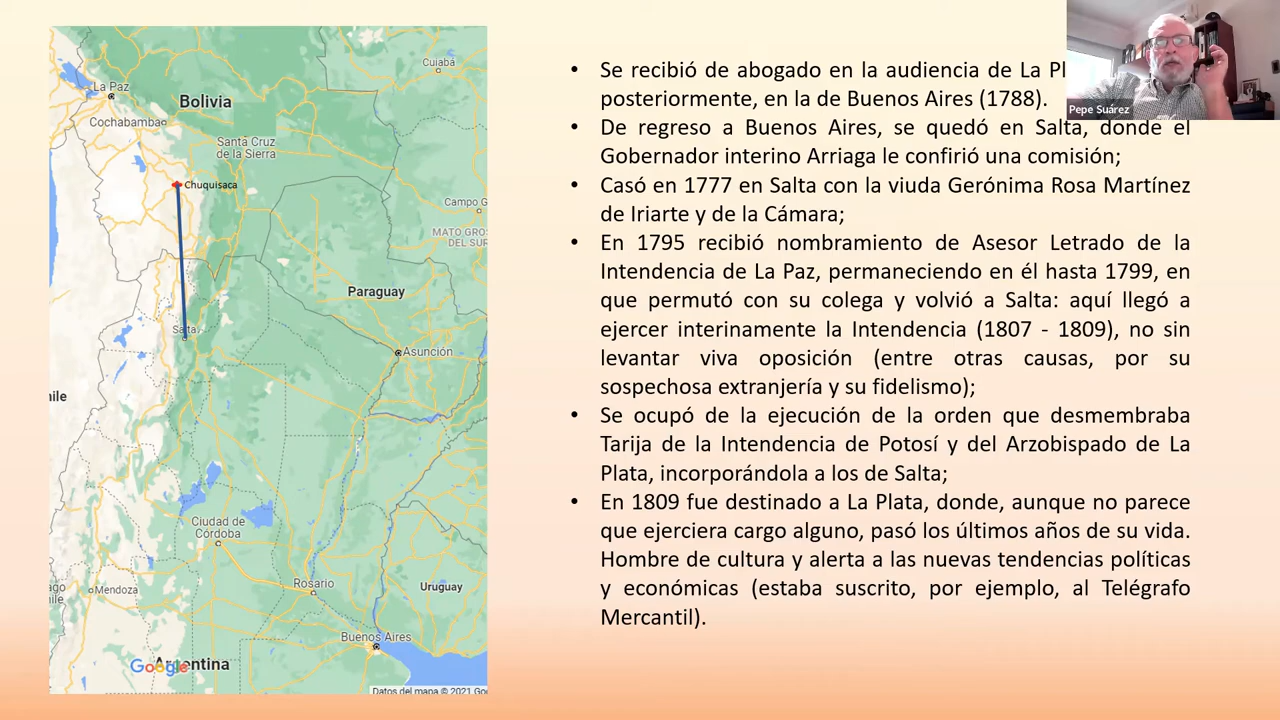 La Paz
Bolivia
Cochabamba
Cuiabá
Santa Cruz
de la Sierra
Chuquisaca
Campo G
MATO GROS
DEL SUR
Paraguay
Salta
Asunción
hile
Ciudad de
Córdoba
ago
hile
Mendoza
Rosario
Uruguay
Buenos Aires
Google
Argentina
Datos del mapa © 2021 Goo
Pepe Suárez
• Se recibió de abogado en la audiencia de La Pl
posteriormente, en la de Buenos Aires (1788).
• De regreso a Buenos Aires, se quedó en Salta, donde el
Gobernador interino Arriaga le confirió una comisión;
• Casó en 1777 en Salta con la viuda Gerónima Rosa Martínez
de Iriarte y de la Cámara;
• En 1795 recibió nombramiento de Asesor Letrado de la
Intendencia de La Paz, permaneciendo en él hasta 1799, en
que permutó con su colega y volvió a Salta: aquí llegó a
ejercer interinamente la Intendencia (1807 - 1809), no sin
levantar viva oposición (entre otras causas, por su
sospechosa extranjería y su fidelismo);
• Se ocupó de la ejecución de la orden que desmembraba
Tarija de la Intendencia de Potosí y del Arzobispado de La
Plata, incorporándola a los de Salta;
• En 1809 fue destinado a La Plata, donde, aunque no parece
que ejerciera cargo alguno, pasó los últimos años de su vida.
Hombre de cultura y alerta a las nuevas tendencias políticas
y económicas (estaba suscrito, por ejemplo, al Telégrafo
Mercantil).